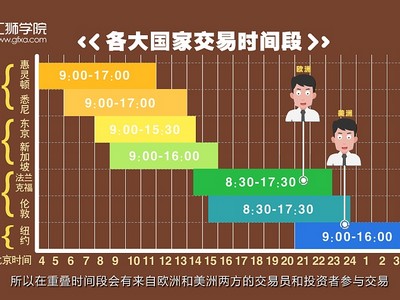 汇狮学院
www.gfxa.com
各大国家交易时间段
惠灵顿
悉尼
东京
新加坡
法兰克福
伦敦
纽约
9:00-17:00
9:00-17:00
9:00-15:30
9:00-16:00
8:30-17:30
8:30-17:30
9:00-16:00
欧洲
美洲
北京时间 4 5 6 7 8 9 10 11 12 13 14 15 16 17 18 19 20 21 22 23 24 1 2 3
所以在重叠时间段会有来自欧洲和美洲两方的交易员和投资者参与交易